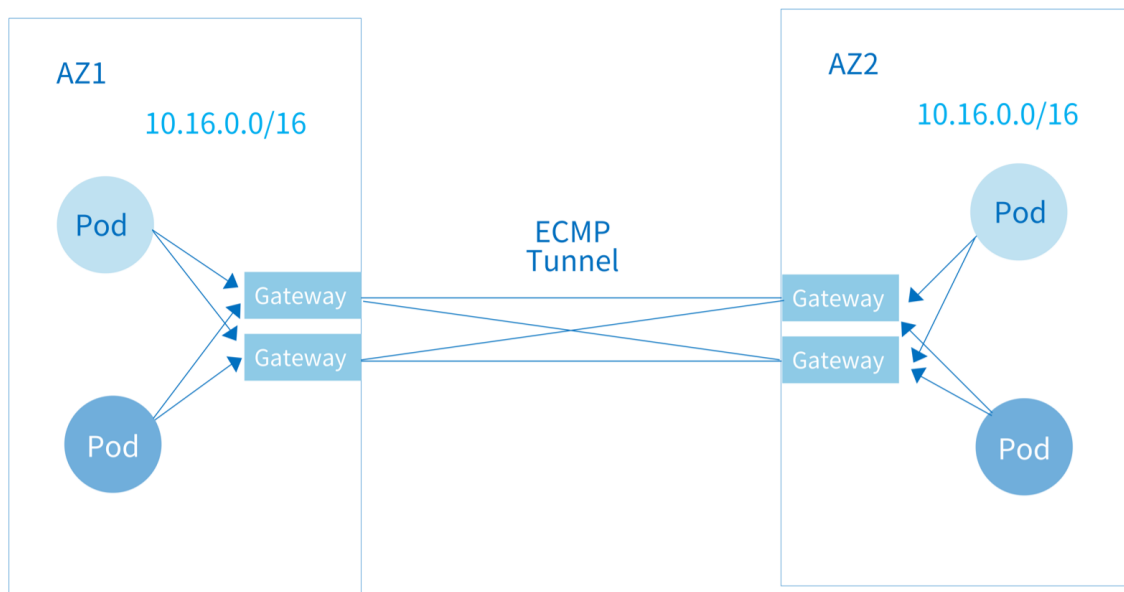 AZ1
10.16.0.0/16
Pod
Gateway
Gateway
Pod
ECMP
Tunnel
AZ2
10.16.0.0/16
Pod
Gateway
Gateway
Pod